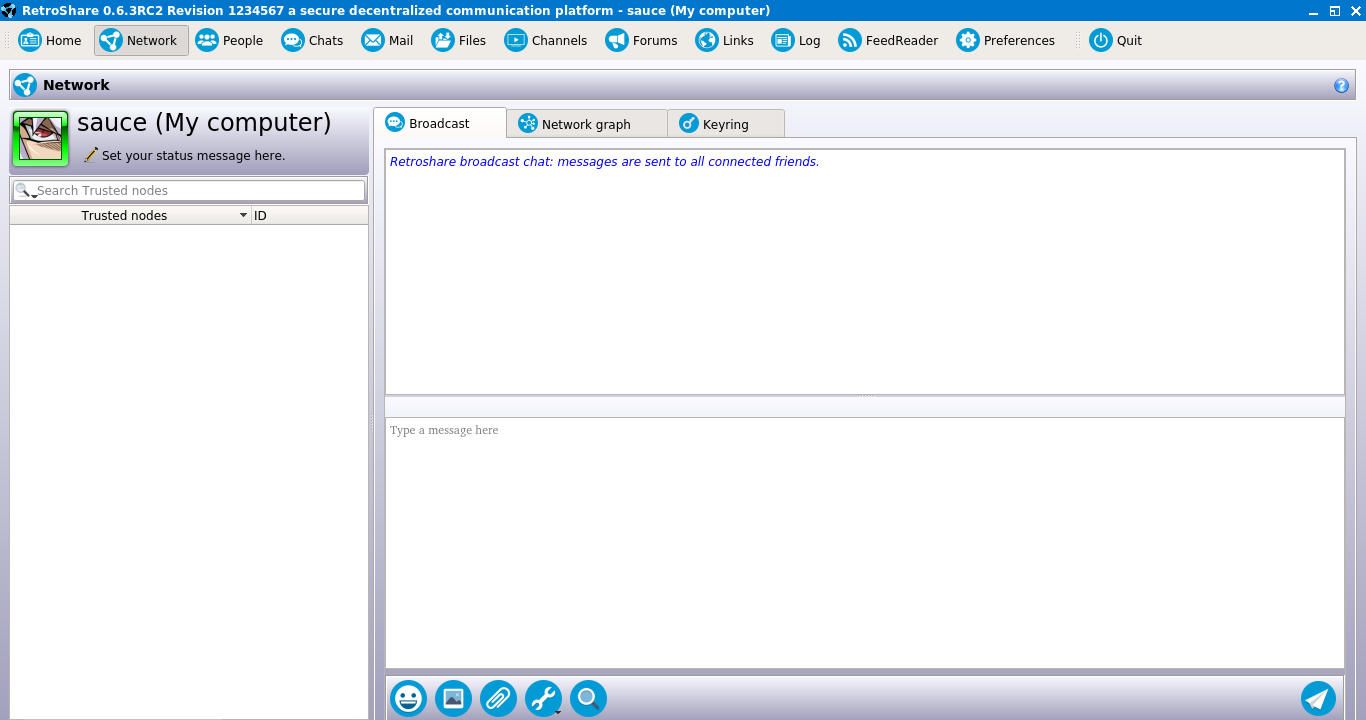 RetroShare 0.6.3RC2 Revision 1234567 a secure decentralized communication platform - sauce (My computer)
Home Network People Chats Mail Files Channels Forums Links Log FeedReader Preferences Quit
Network
sauce (My computer)
Set your status message here.
Search Trusted nodes
Trusted nodes ID
Broadcast Network graph Keyring
Retroshare broadcast chat: messages are sent to all connected friends.
Type a message here